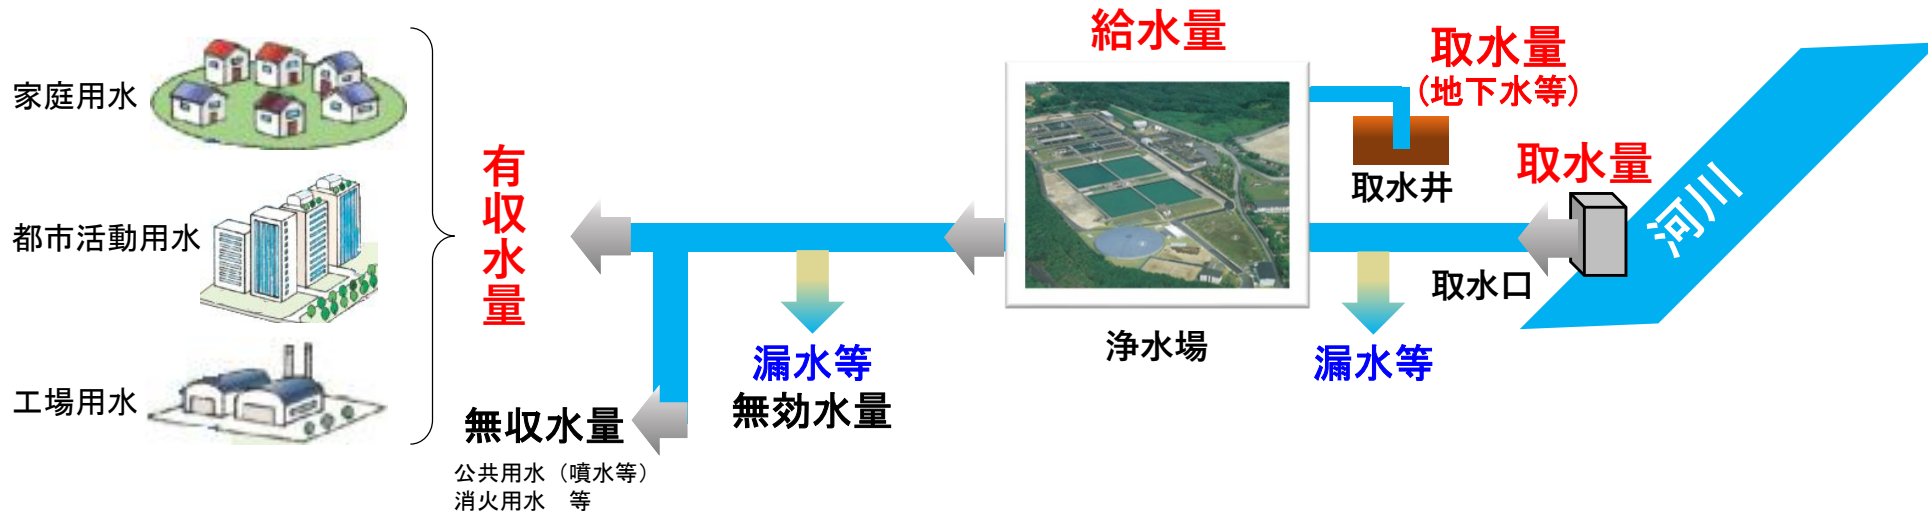 家庭用水
都市活動用水
工場用水
有収水量
無収水量
公共用水（噴水等）
消火用水　等
漏水等
無効水量
給水量
浄水場
取水量
(地下水等)
取水井
取水量
取水口
漏水等
河川